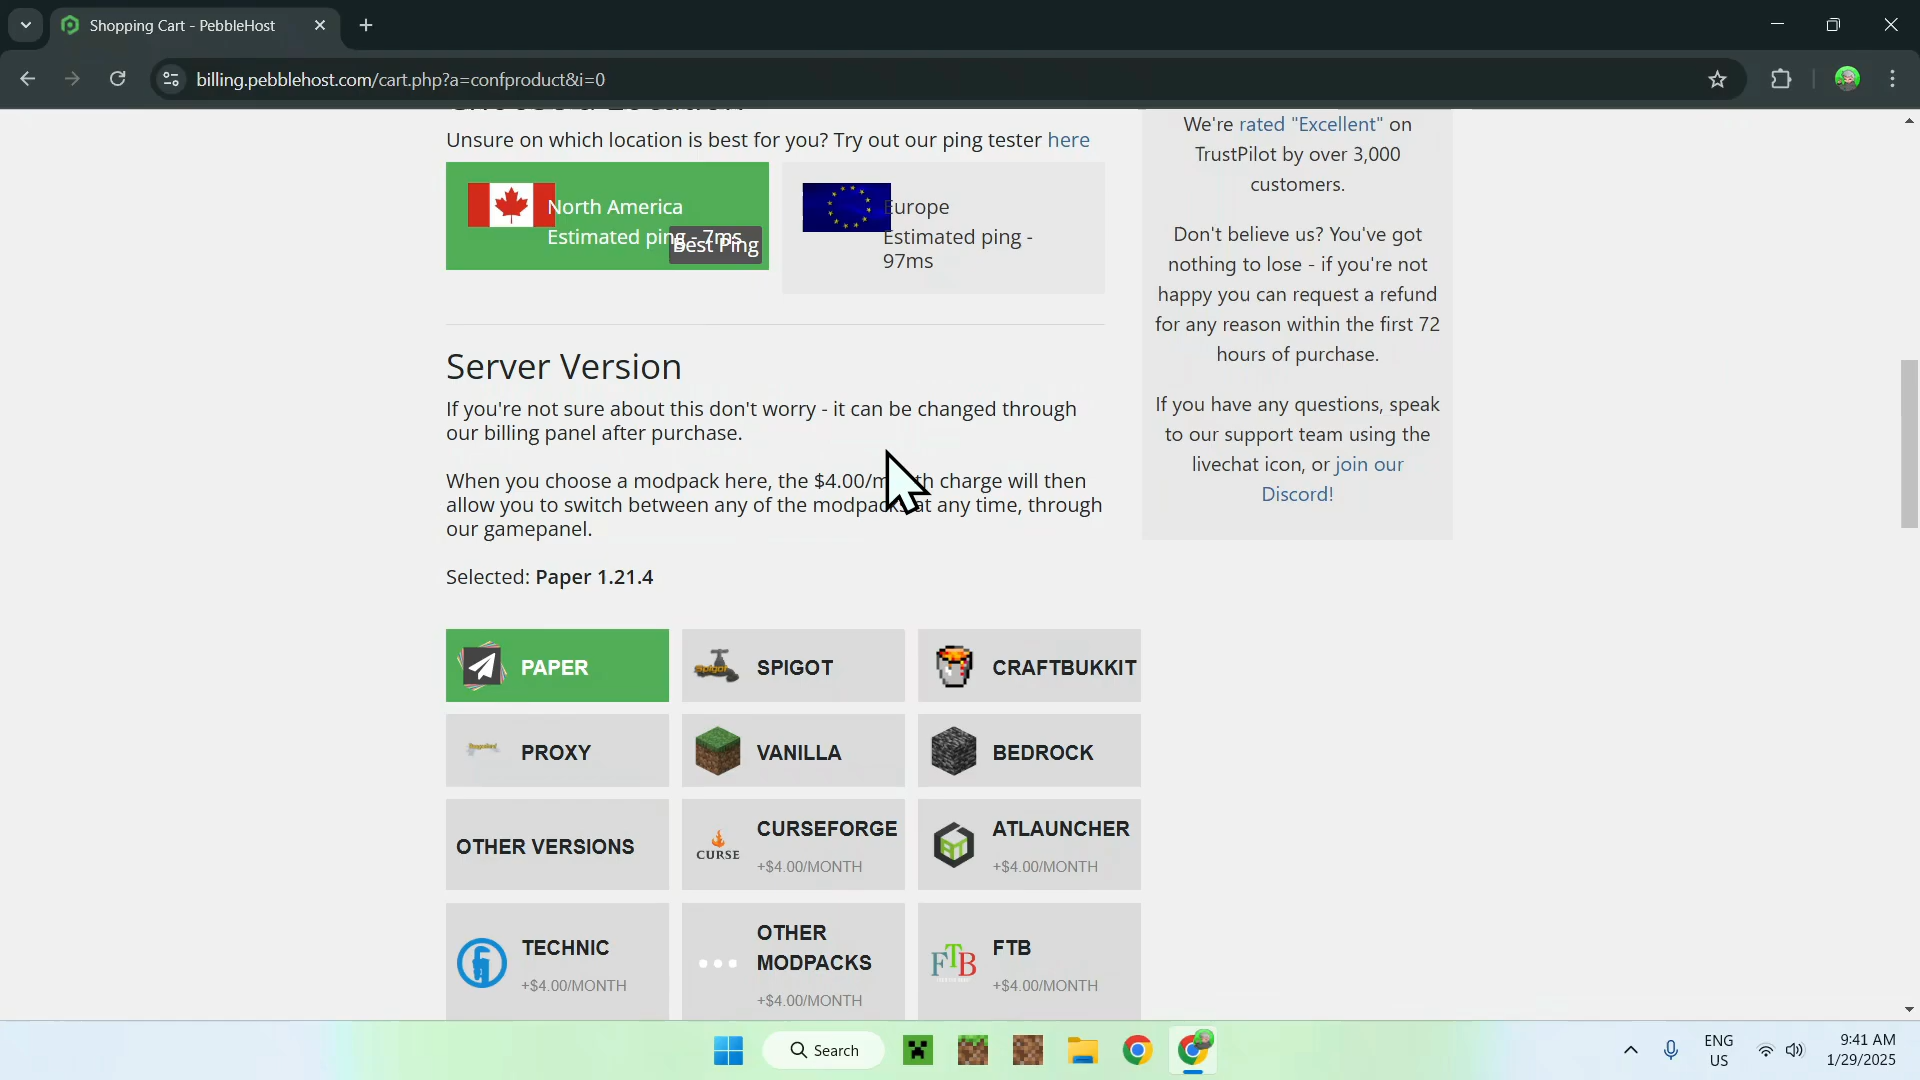 Shopping Cart - PebbleHost
billing.pebblehost.com/cart.php?a=confproduct&i=0
Unsure on which location is best for you? Try out our ping tester here
North America
Estimated ping - 7ms
Best Ping
Europe
Estimated ping -
97ms
Server Version
If you're not sure about this don't worry - it can be changed through
our billing panel after purchase.
When you choose a modpack here, the $4.00/month charge will then
allow you to switch between any of the modpacks at any time, through
our gamepanel.
Selected: Paper 1.21.4
PAPER
SPIGOT
CRAFTBUKKIT
PROXY
VANILLA
BEDROCK
OTHER VERSIONS
CURSE
CURSEFORGE
+$4.00/MONTH
ATLAUNCHER
+$4.00/MONTH
TECHNIC
+$4.00/MONTH
OTHER
MODPACKS
+$4.00/MONTH
FTB
FTB
+$4.00/MONTH
We're rated "Excellent" on
TrustPilot by over 3,000
customers.
Don't believe us? You've got
nothing to lose - if you're not
happy you can request a refund
for any reason within the first 72
hours of purchase.
If you have any questions, speak
to our support team using the
livechat icon, or join our
Discord!
Search
ENG
US
9:41 AM
1/29/2025